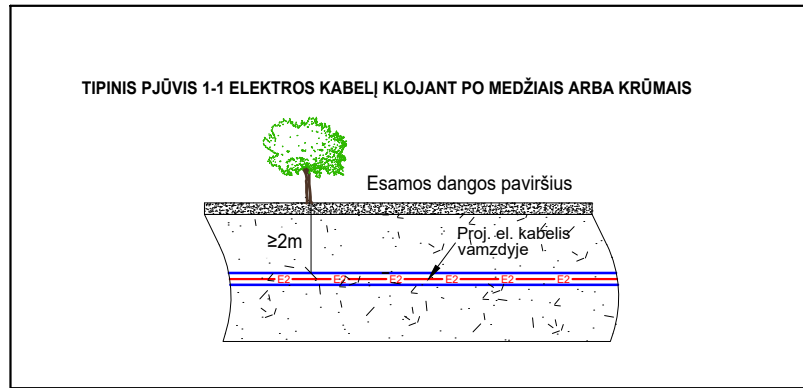 TIPINIS PJŪVIS 1-1 ELEKTROS KABELĮ KLOJANT PO MEDŽIAIS ARBA KRŪMAIS
Esamos dangos paviršius
≥2m
Proj. el. kabelis
vamzdyje
E2 E2 E2 E2 E2 E2